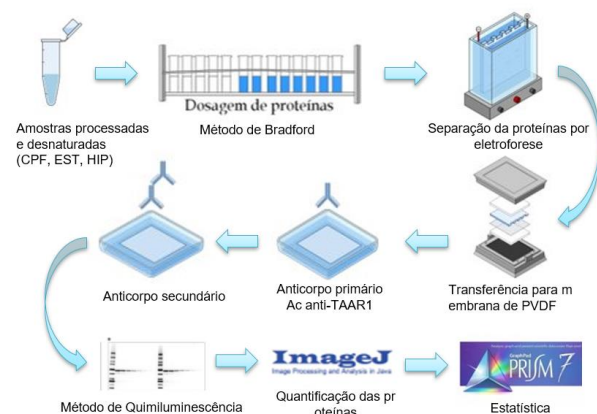 Dosagem de proteínas
Amostras processadas
e desnaturadas
(CPF, EST, HIP)
Método de Bradford
Separação da proteínas por
eletroforese
Transferência para m
embrana de PVDF
Anticorpo primário
Ac anti-TAAR1
Anticorpo secundário
Método de Quimiluminescência
ImageJ
Image Processing and Analysis in Java
Quantificação das pr
oteínas
GraphPad
PRISM 7
Estatística